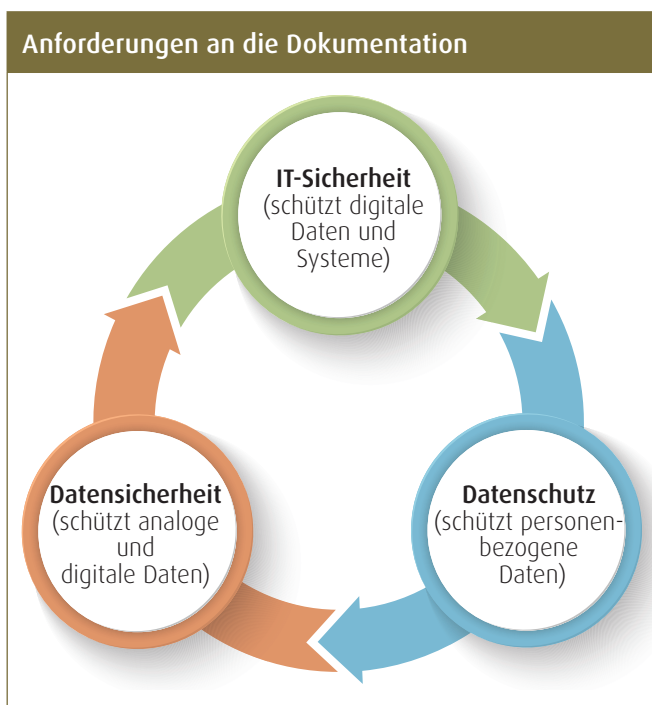 Anforderungen an die Dokumentation
IT-Sicherheit
(schützt digitale
Daten und
Systeme)
Datensicherheit
(schützt analoge
und
digitale Daten)
Datenschutz
(schützt personen-
bezogene
Daten)